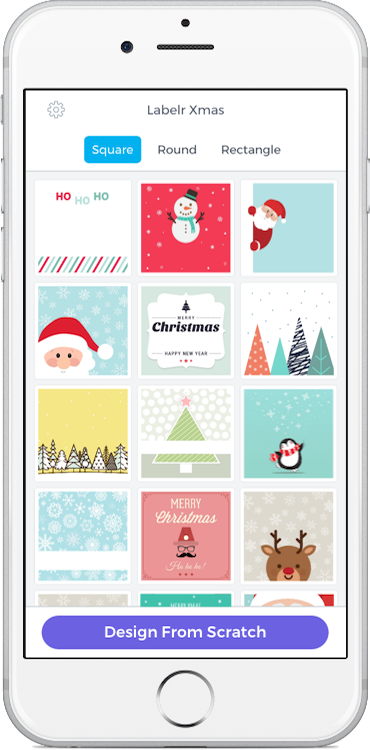 Labelr Xmas
Square Round Rectangle
HO HO HO
MERRY
Christmas
HAPPY NEW YEAR
MERRY
Christmas
Ho ho ho!
Design From Scratch